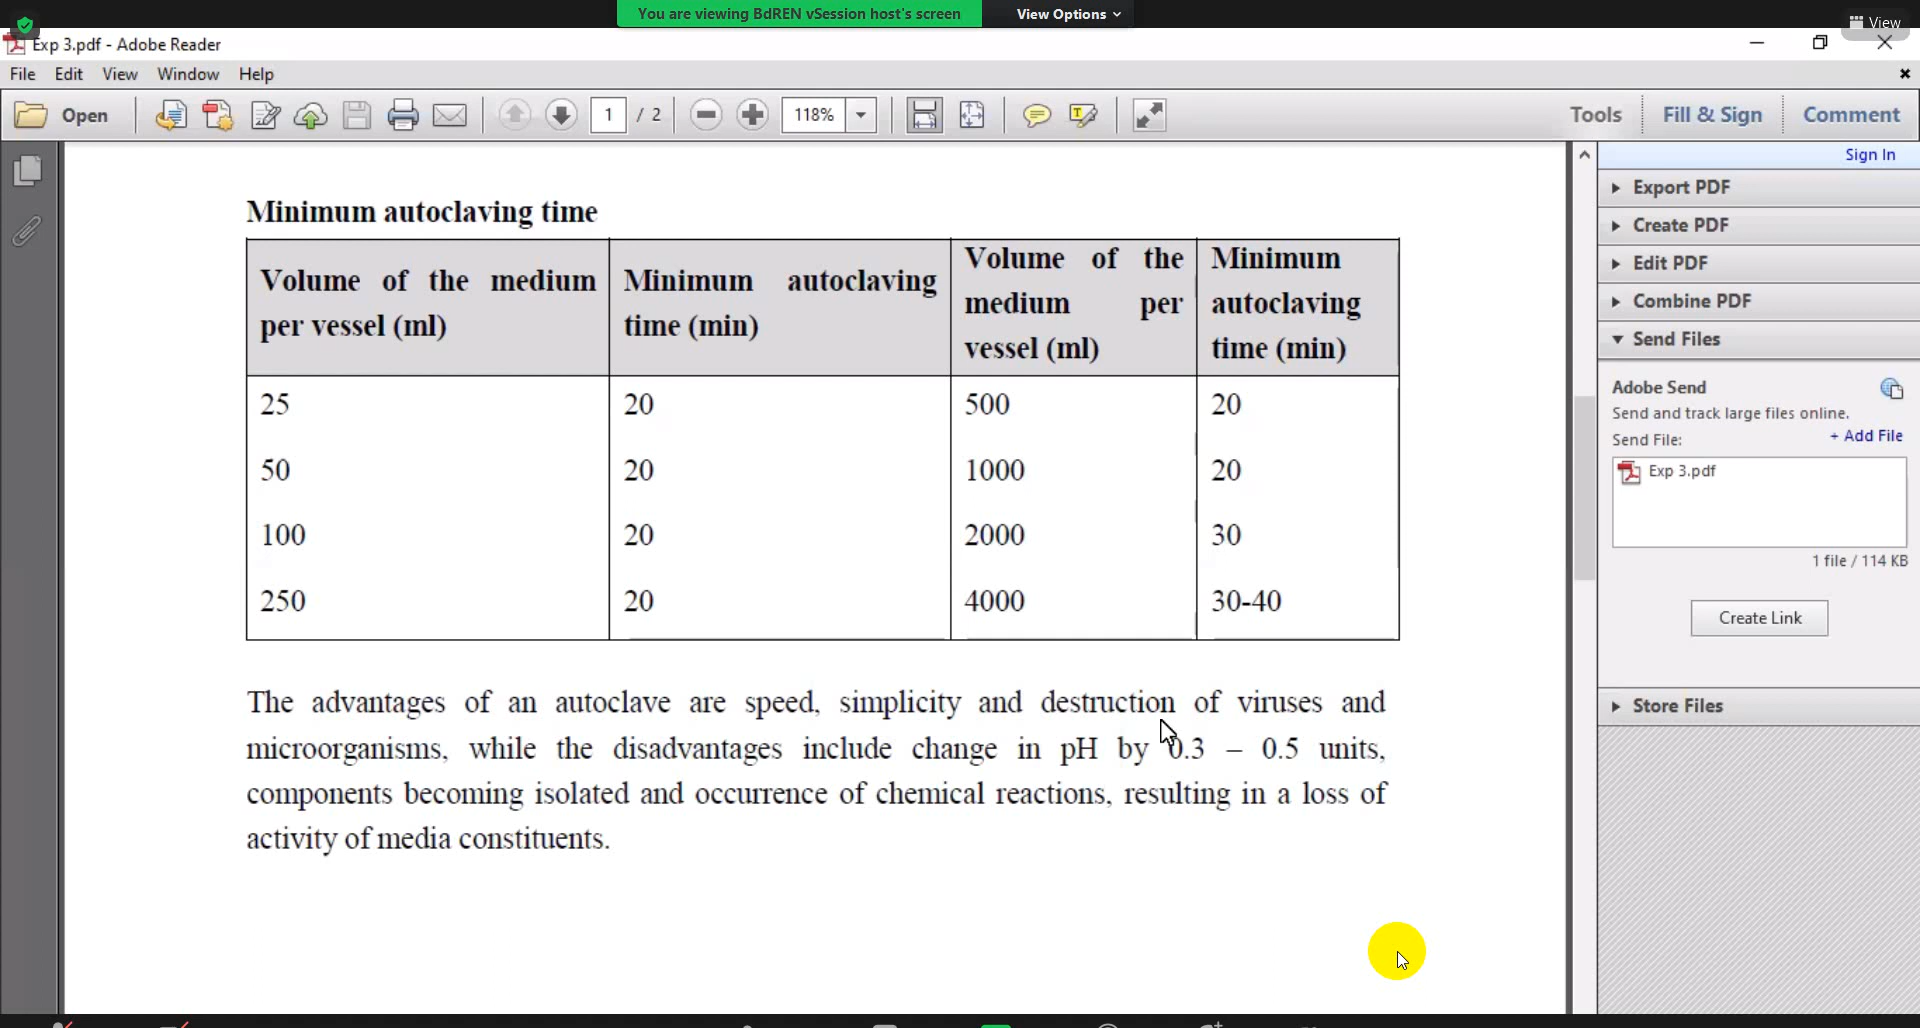 You are viewing BdREN vSession host's screen
View Options
View
Exp 3.pdf - Adobe Reader
File Edit View Window Help
Open
1 / 2
118%
Tools
Fill & Sign
Comment
Sign In
Export PDF
Create PDF
Edit PDF
Combine PDF
Send Files
Adobe Send
Send and track large files online.
Send File:
+ Add File
Exp 3.pdf
1 file / 114 KB
Create Link
Store Files
Minimum autoclaving time
Volume of the medium per vessel (ml) Minimum autoclaving time (min) Volume of the medium per vessel (ml) Minimum autoclaving time (min)
25 20 500 20
50 20 1000 20
100 20 2000 30
250 20 4000 30-40
The advantages of an autoclave are speed, simplicity and destruction of viruses and
microorganisms, while the disadvantages include change in pH by 0.3 – 0.5 units,
components becoming isolated and occurrence of chemical reactions, resulting in a loss of
activity of media constituents.